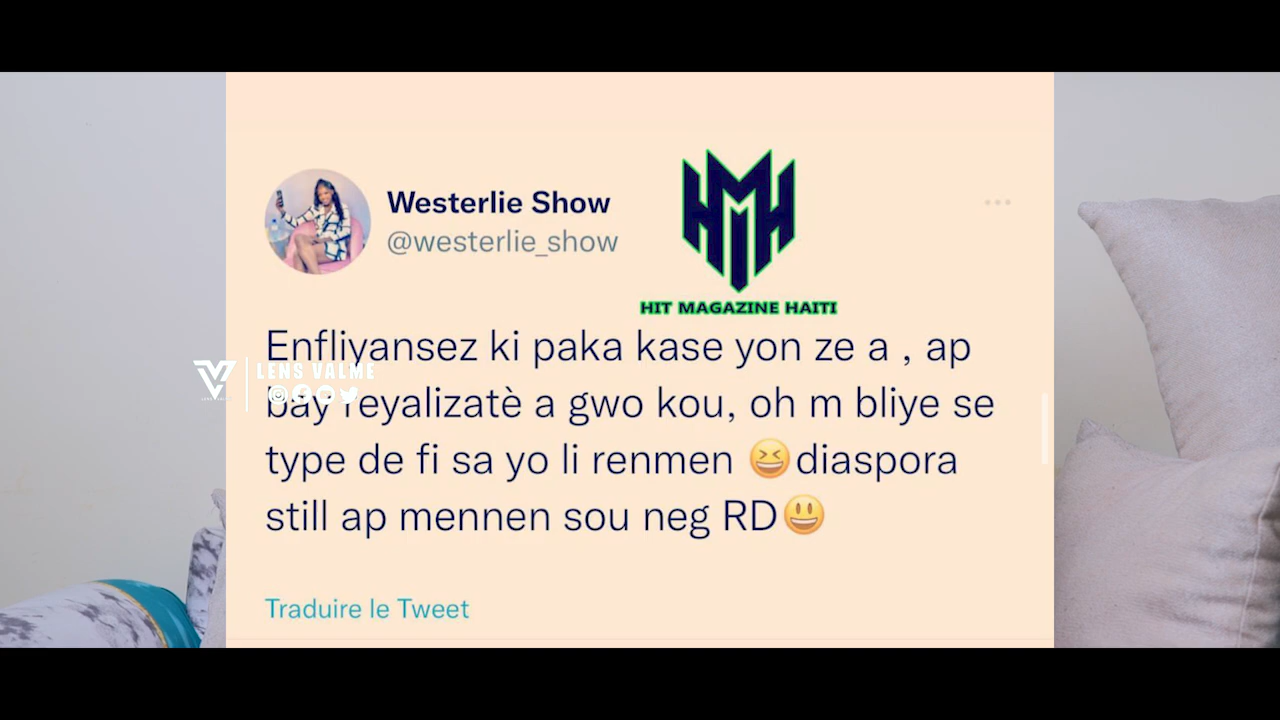 Westerlie Show
@westerlie_show
HIT MAGAZINE HAITI
Enfliyansez ki paka kase yon ze a , ap
LENS VALME
bay reyalizatè a gwo kou, oh m bliye se
type de fi sa yo li renmen 😆diaspora
still ap mennen sou neg RD😃
Traduire le Tweet